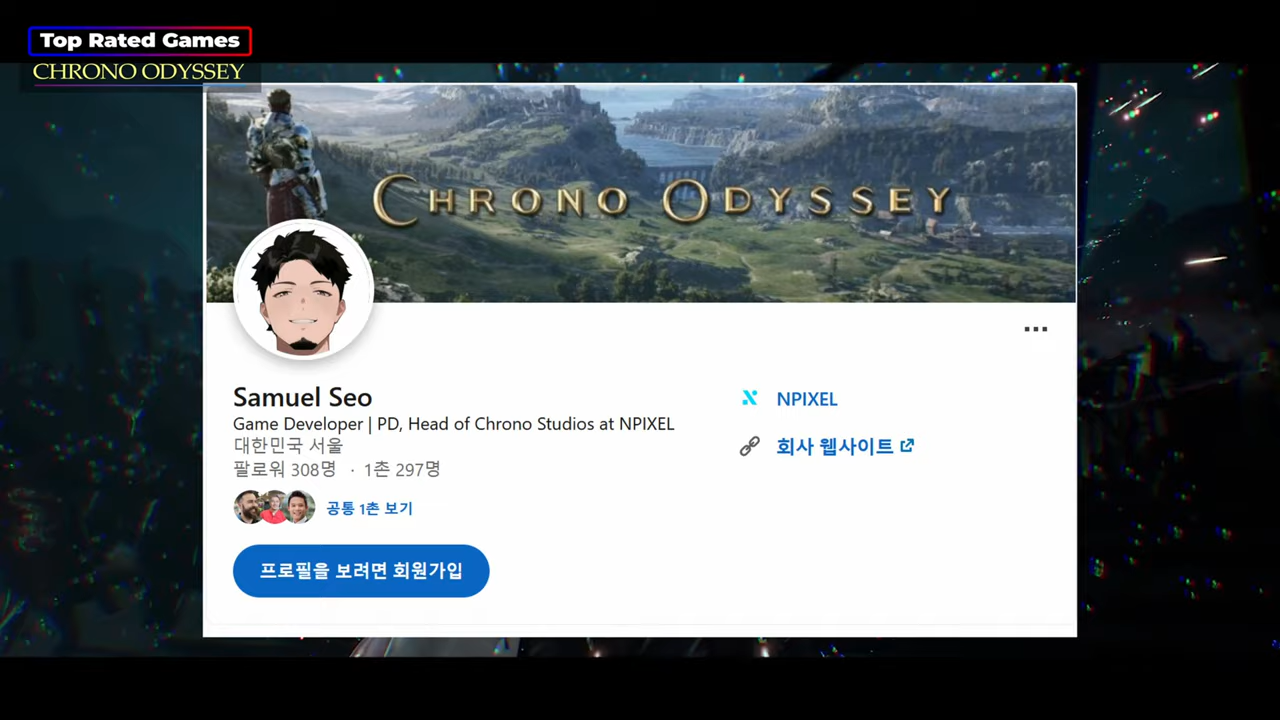 Top Rated Games
CHRONO ODYSSEY
CHRONO ODYSSEY
Samuel Seo
Game Developer | PD, Head of Chrono Studios at NPIXEL
대한민국 서울
팔로워 308명 · 1촌 297명
공통 1촌 보기
프로필을 보려면 회원가입
NPIXEL
회사 웹사이트